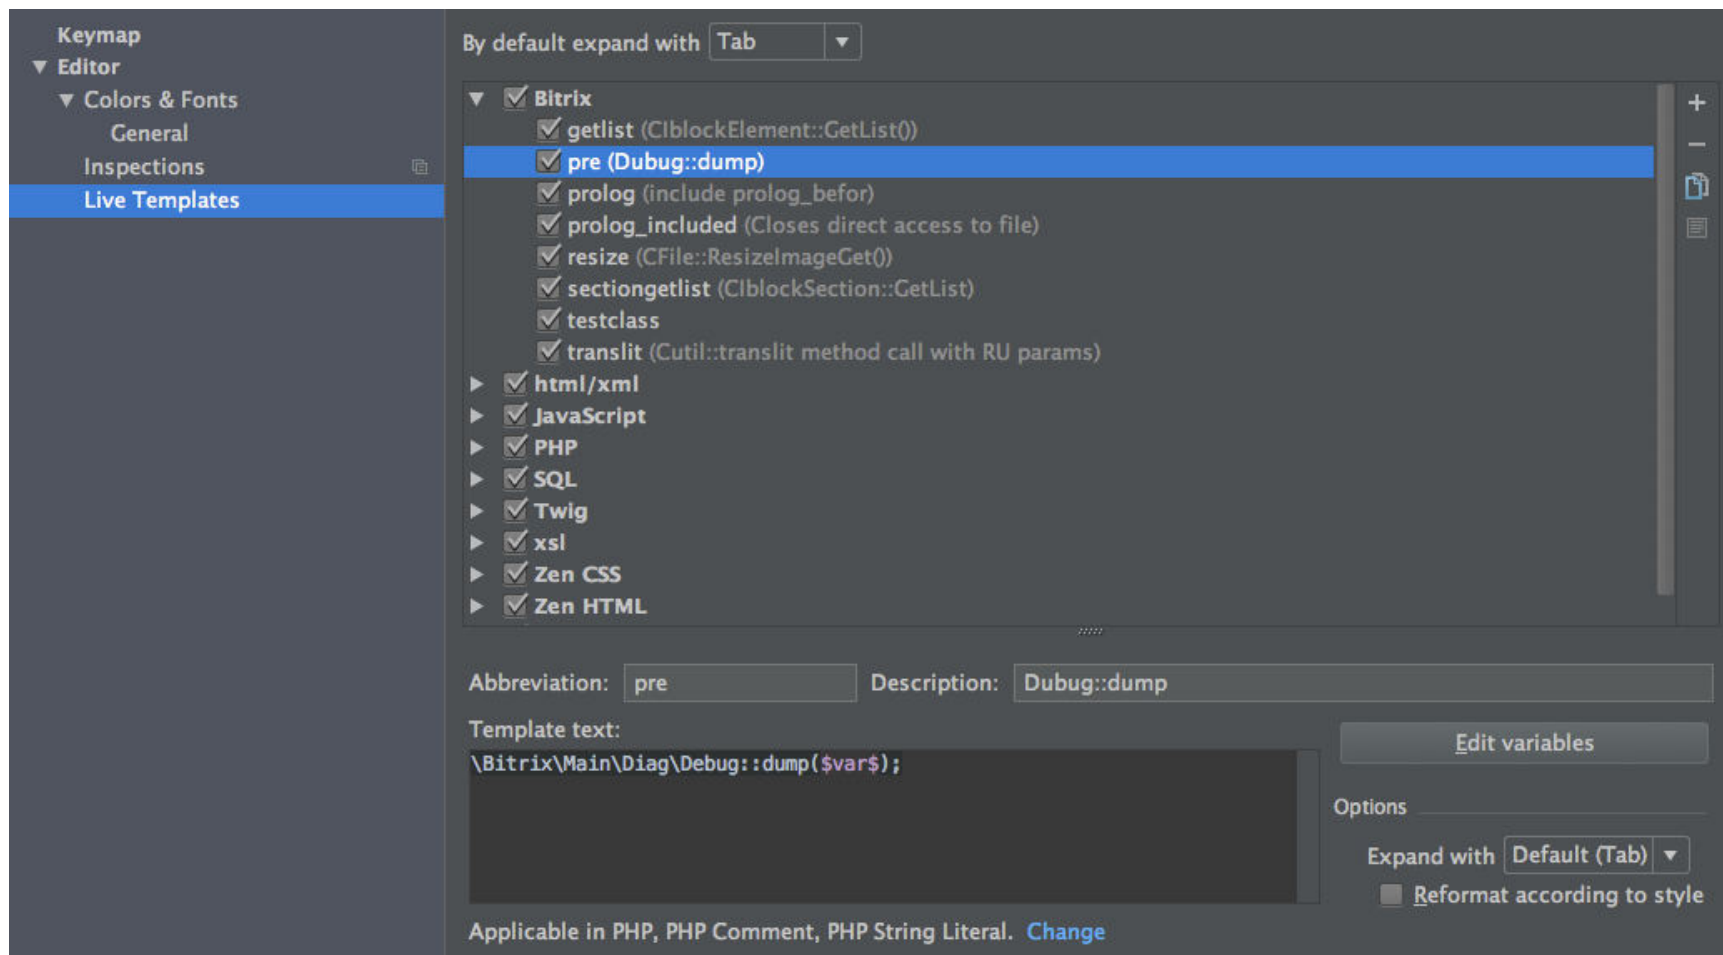 Keymap
Editor
Colors & Fonts
General
Inspections
Live Templates
By default expand with Tab
Bitrix
getlist (CIblockElement::GetList())
pre (Dubug::dump)
prolog (include prolog_befor)
prolog_included (Closes direct access to file)
resize (CFile::ResizeImageGet())
sectiongetlist (CIblockSection::GetList)
testclass
translit (Cutil::translit method call with RU params)
html/xml
JavaScript
PHP
SQL
Twig
xsl
Zen CSS
Zen HTML
Abbreviation: pre Description: Dubug::dump
Template text:
\Bitrix\Main\Diag\Debug::dump($var$);
Edit variables
Options
Expand with Default (Tab)
Reformat according to style
Applicable in PHP, PHP Comment, PHP String Literal. Change